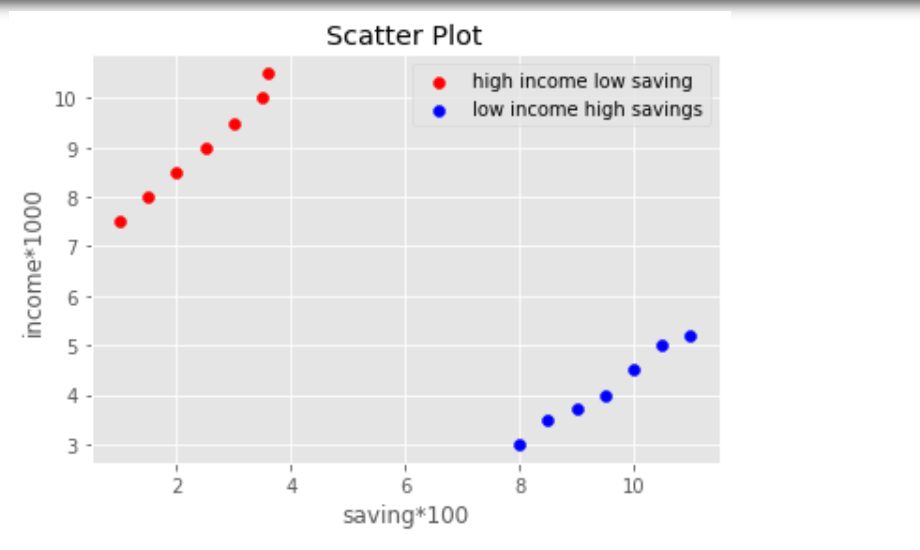 Scatter Plot
high income low saving
low income high savings
income*1000
10
9
8
7
6
5
4
3
2 4 6 8 10
saving*100